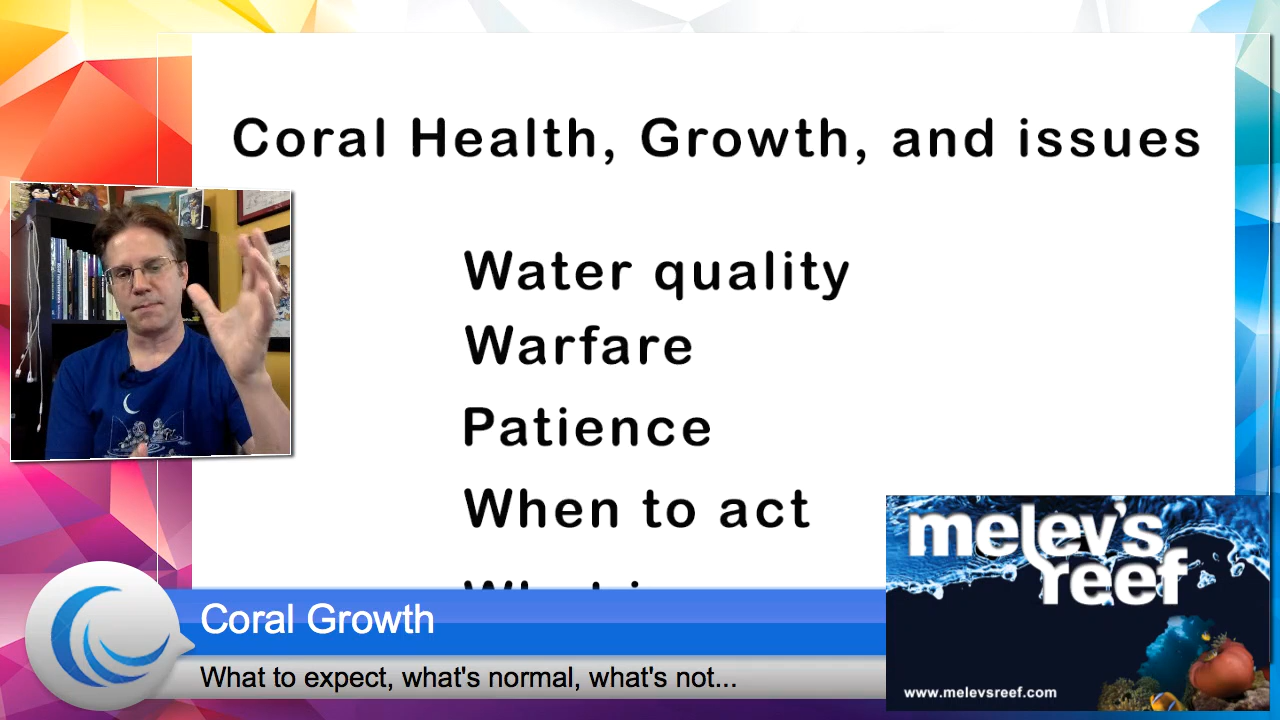 Coral Health, Growth, and issues
Water quality
Warfare
Patience
When to act
Coral Growth
What to expect, what's normal, what's not...
melev's
reef
www.melevsreef.com